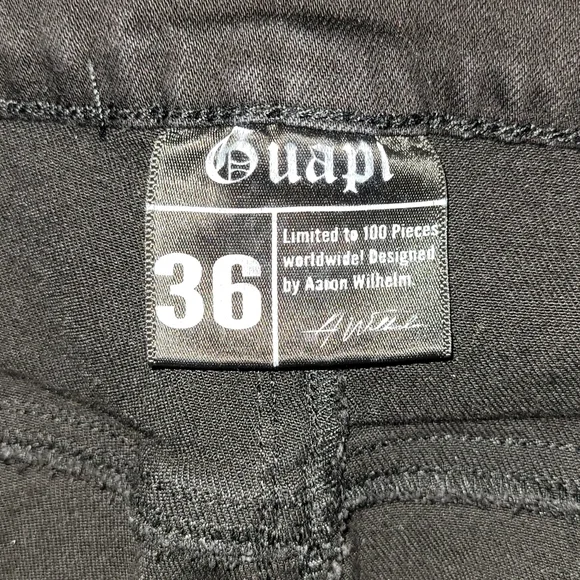 Guapi
36
Limited to 100 Pieces
worldwide! Designed
by Aaron Wilhelm.